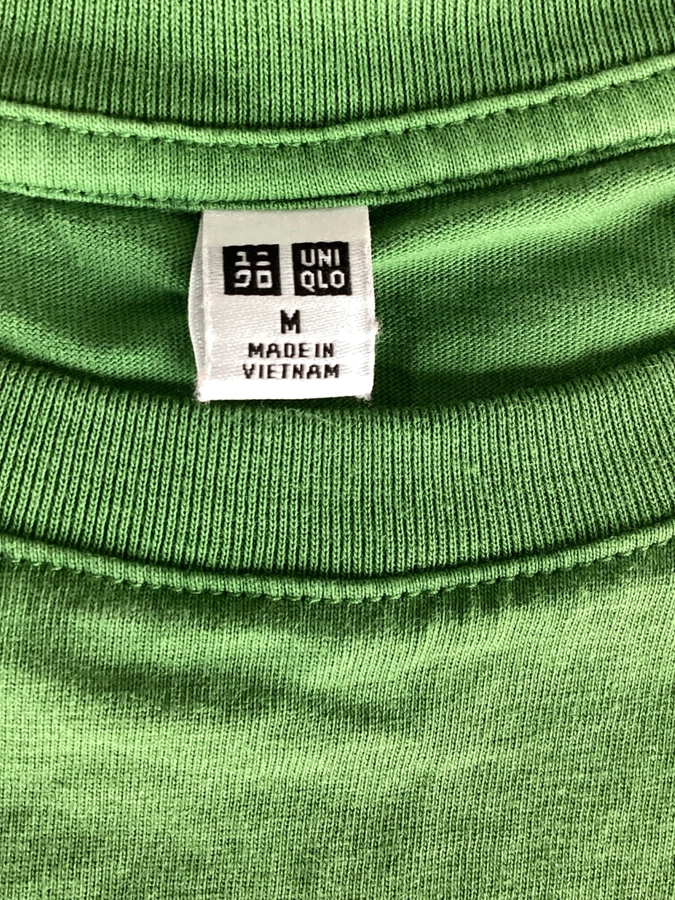 ユニ UNI
クロ QLO
M
MADE IN
VIETNAM